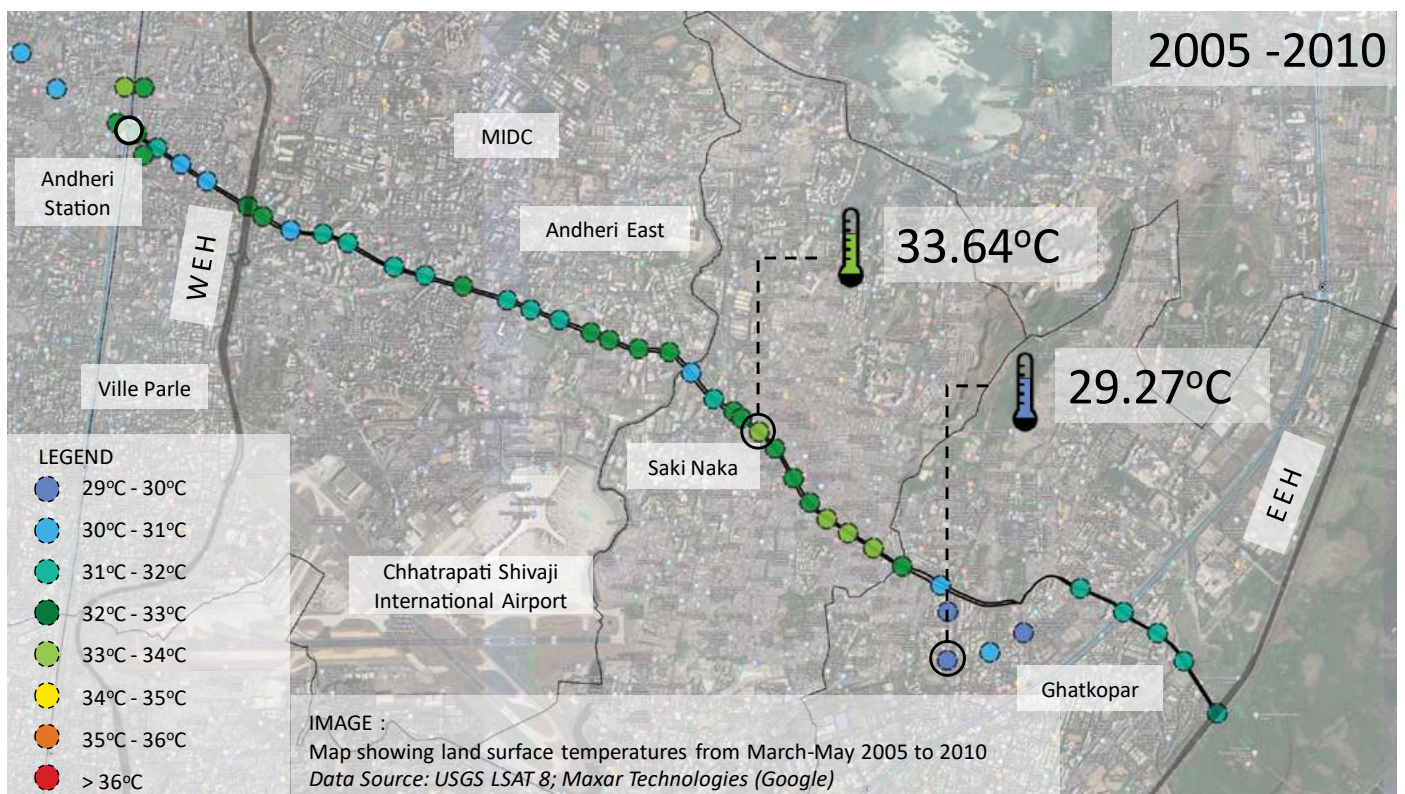 2005 -2010
MIDC
Andheri
Station
Andheri East
33.64°C
WEH
29.27°C
Ville Parle
LEGEND
29°C - 30°C
30°C - 31°C
31°C - 32°C
32°C - 33°C
33°C - 34°C
34°C - 35°C
35°C - 36°C
> 36°C
Saki Naka
EEH
Chhatrapati Shivaji
International Airport
Ghatkopar
IMAGE :
Map showing land surface temperatures from March-May 2005 to 2010
Data Source: USGS LSAT 8; Maxar Technologies (Google)